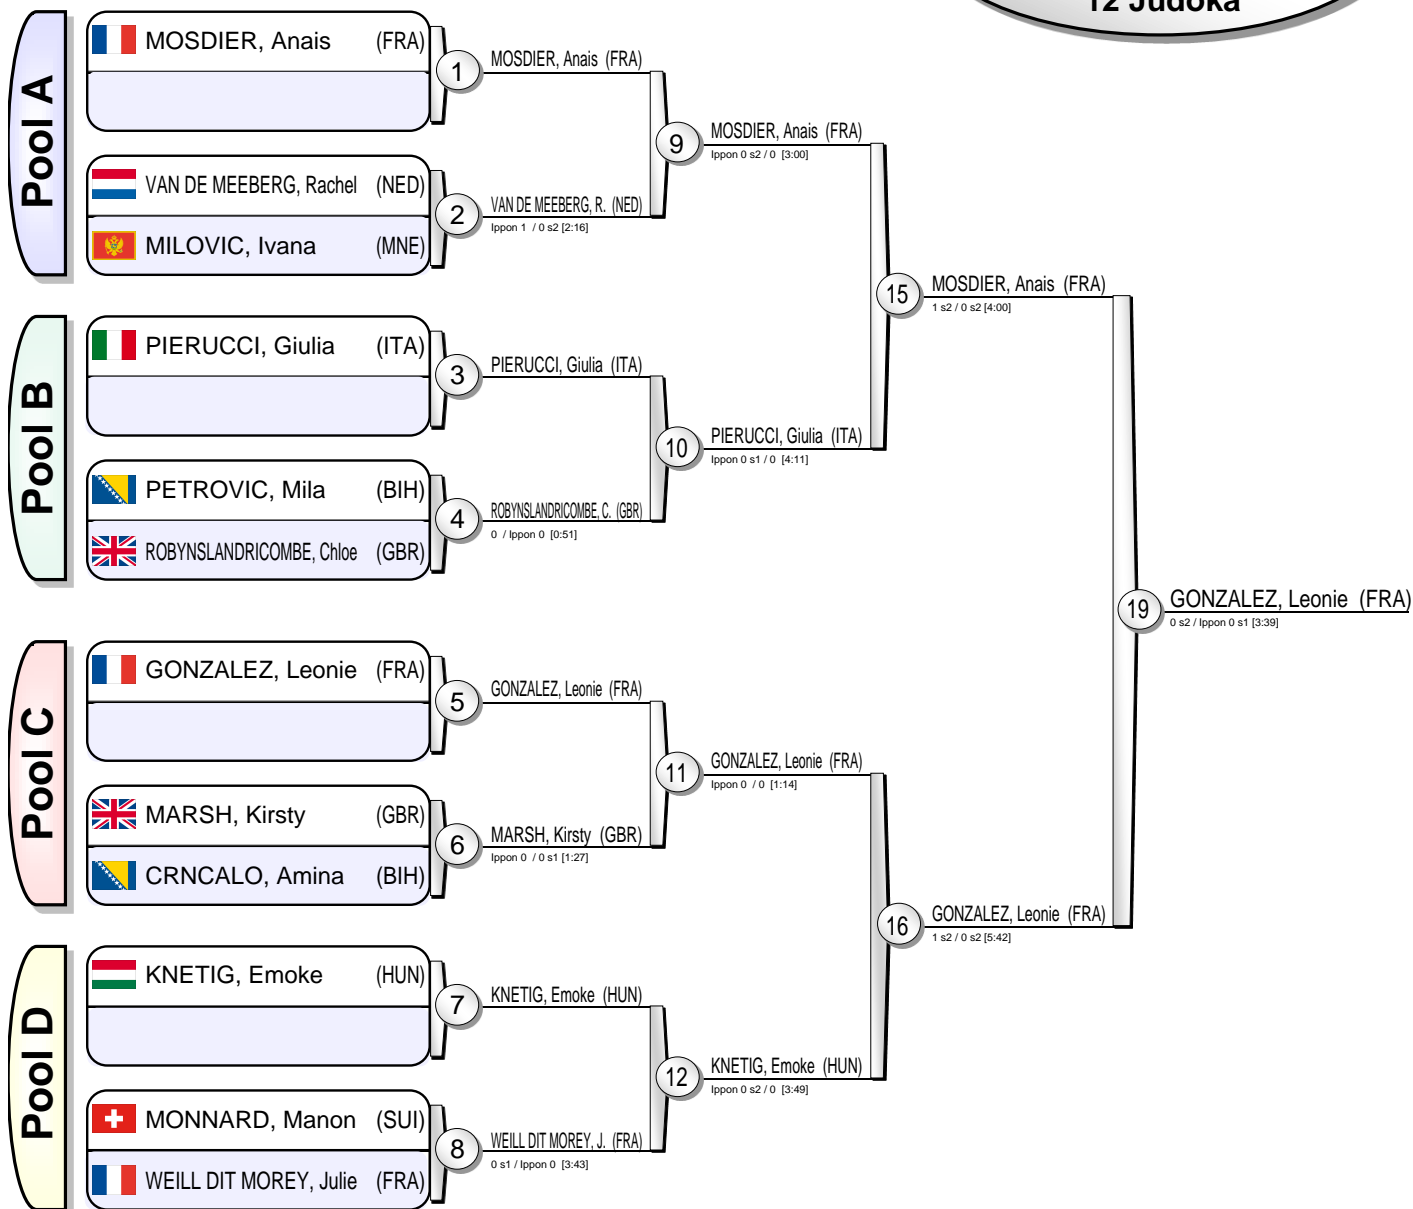 12 Judoka
Pool A
MOSDIER, Anais (FRA)
VAN DE MEEBERG, Rachel (NED)
MILOVIC, Ivana (MNE)
1
MOSDIER, Anais (FRA)
2
VAN DE MEEBERG, R. (NED)
Ippon 1 / 0 s2 [2:16]
9
MOSDIER, Anais (FRA)
Ippon 0 s2 / 0 [3:00]
Pool B
PIERUCCI, Giulia (ITA)
PETROVIC, Mila (BIH)
ROBYNSLANDRICOMBE, Chloe (GBR)
3
PIERUCCI, Giulia (ITA)
4
ROBYNSLANDRICOMBE, C. (GBR)
0 / Ippon 0 [0:51]
10
PIERUCCI, Giulia (ITA)
Ippon 0 s1 / 0 [4:11]
15
MOSDIER, Anais (FRA)
1 s2 / 0 s2 [4:00]
Pool C
GONZALEZ, Leonie (FRA)
MARSH, Kirsty (GBR)
CRNCALO, Amina (BIH)
5
GONZALEZ, Leonie (FRA)
6
MARSH, Kirsty (GBR)
Ippon 0 / 0 s1 [1:27]
11
GONZALEZ, Leonie (FRA)
Ippon 0 / 0 [1:14]
Pool D
KNETIG, Emoke (HUN)
MONNARD, Manon (SUI)
WEILL DIT MOREY, Julie (FRA)
7
KNETIG, Emoke (HUN)
8
WEILL DIT MOREY, J. (FRA)
0 s1 / Ippon 0 [3:43]
12
KNETIG, Emoke (HUN)
Ippon 0 s2 / 0 [3:49]
16
GONZALEZ, Leonie (FRA)
1 s2 / 0 s2 [5:42]
19
GONZALEZ, Leonie (FRA)
0 s2 / Ippon 0 s1 [3:39]